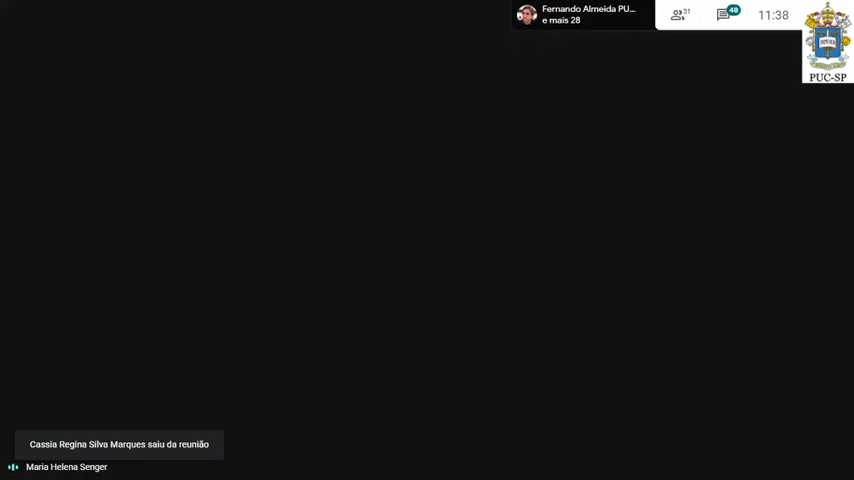 Fernando Almeida PU...
e mais 28
31
48
11:38
PUC-SP
Cassia Regina Silva Marques saiu da reunião
Maria Helena Senger